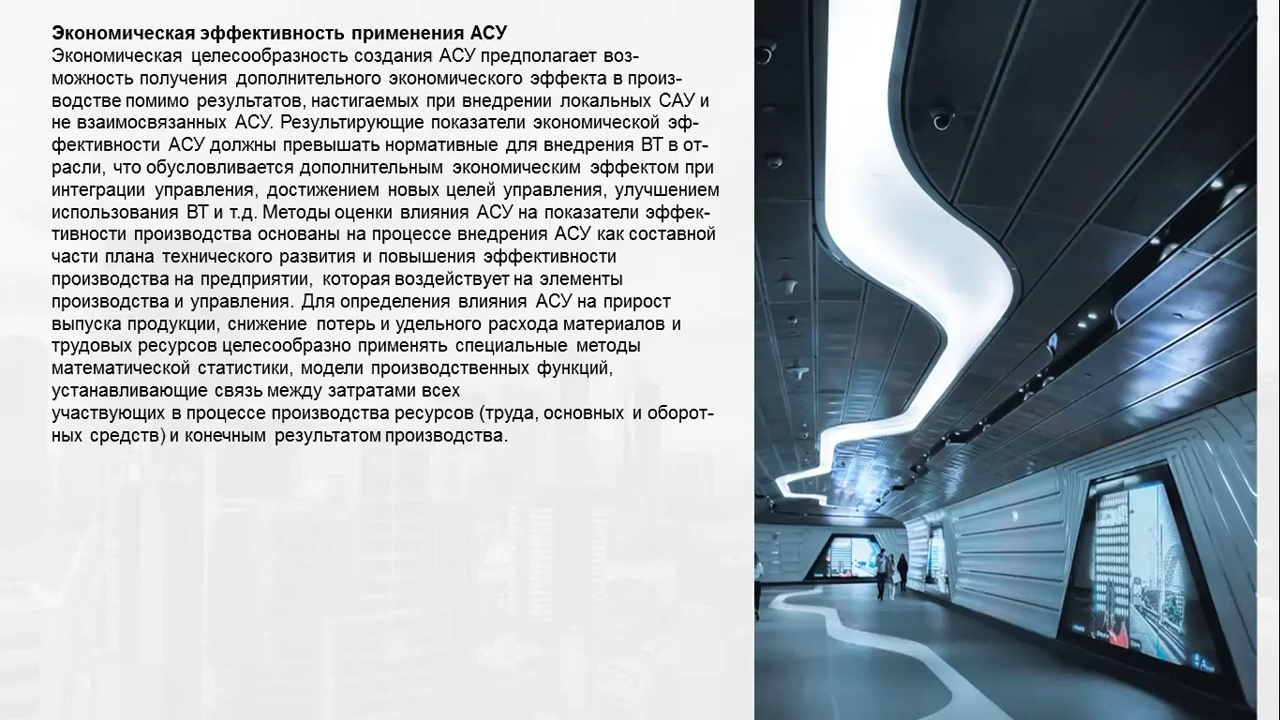 Экономическая эффективность применения АСУ
Экономическая целесообразность создания АСУ предполагает воз-
можность получения дополнительного экономического эффекта в произ-
водстве помимо результатов, настигаемых при внедрении локальных САУ и
не взаимосвязанных АСУ. Результирующие показатели экономической эф-
фективности АСУ должны превышать нормативные для внедрения ВТ в от-
расли, что обусловливается дополнительным экономическим эффектом при
интеграции управления, достижением новых целей управления, улучшением
использования ВТ и т.д. Методы оценки влияния АСУ на показатели эффек-
тивности производства основаны на процессе внедрения АСУ как составной
части плана технического развития и повышения эффективности
производства на предприятии, которая воздействует на элементы
производства и управления. Для определения влияния АСУ на прирост
выпуска продукции, снижение потерь и удельного расхода материалов и
трудовых ресурсов целесообразно применять специальные методы
математической статистики, модели производственных функций,
устанавливающие связь между затратами всех
участвующих в процессе производства ресурсов (труда, основных и оборот-
ных средств) и конечным результатом производства.